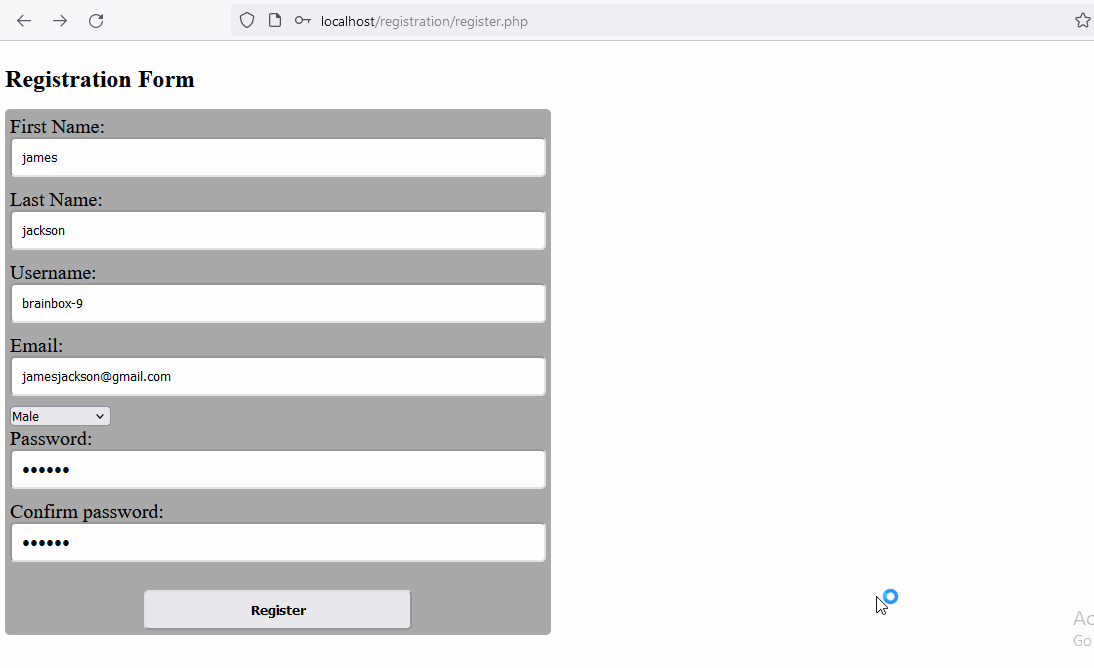 localhost/registration/register.php
Registration Form
First Name:
james
Last Name:
jackson
Username:
brainbox-9
Email:
jamesjackson@gmail.com
Male
Password:
••••••
Confirm password:
••••••
Register
Ac
Go